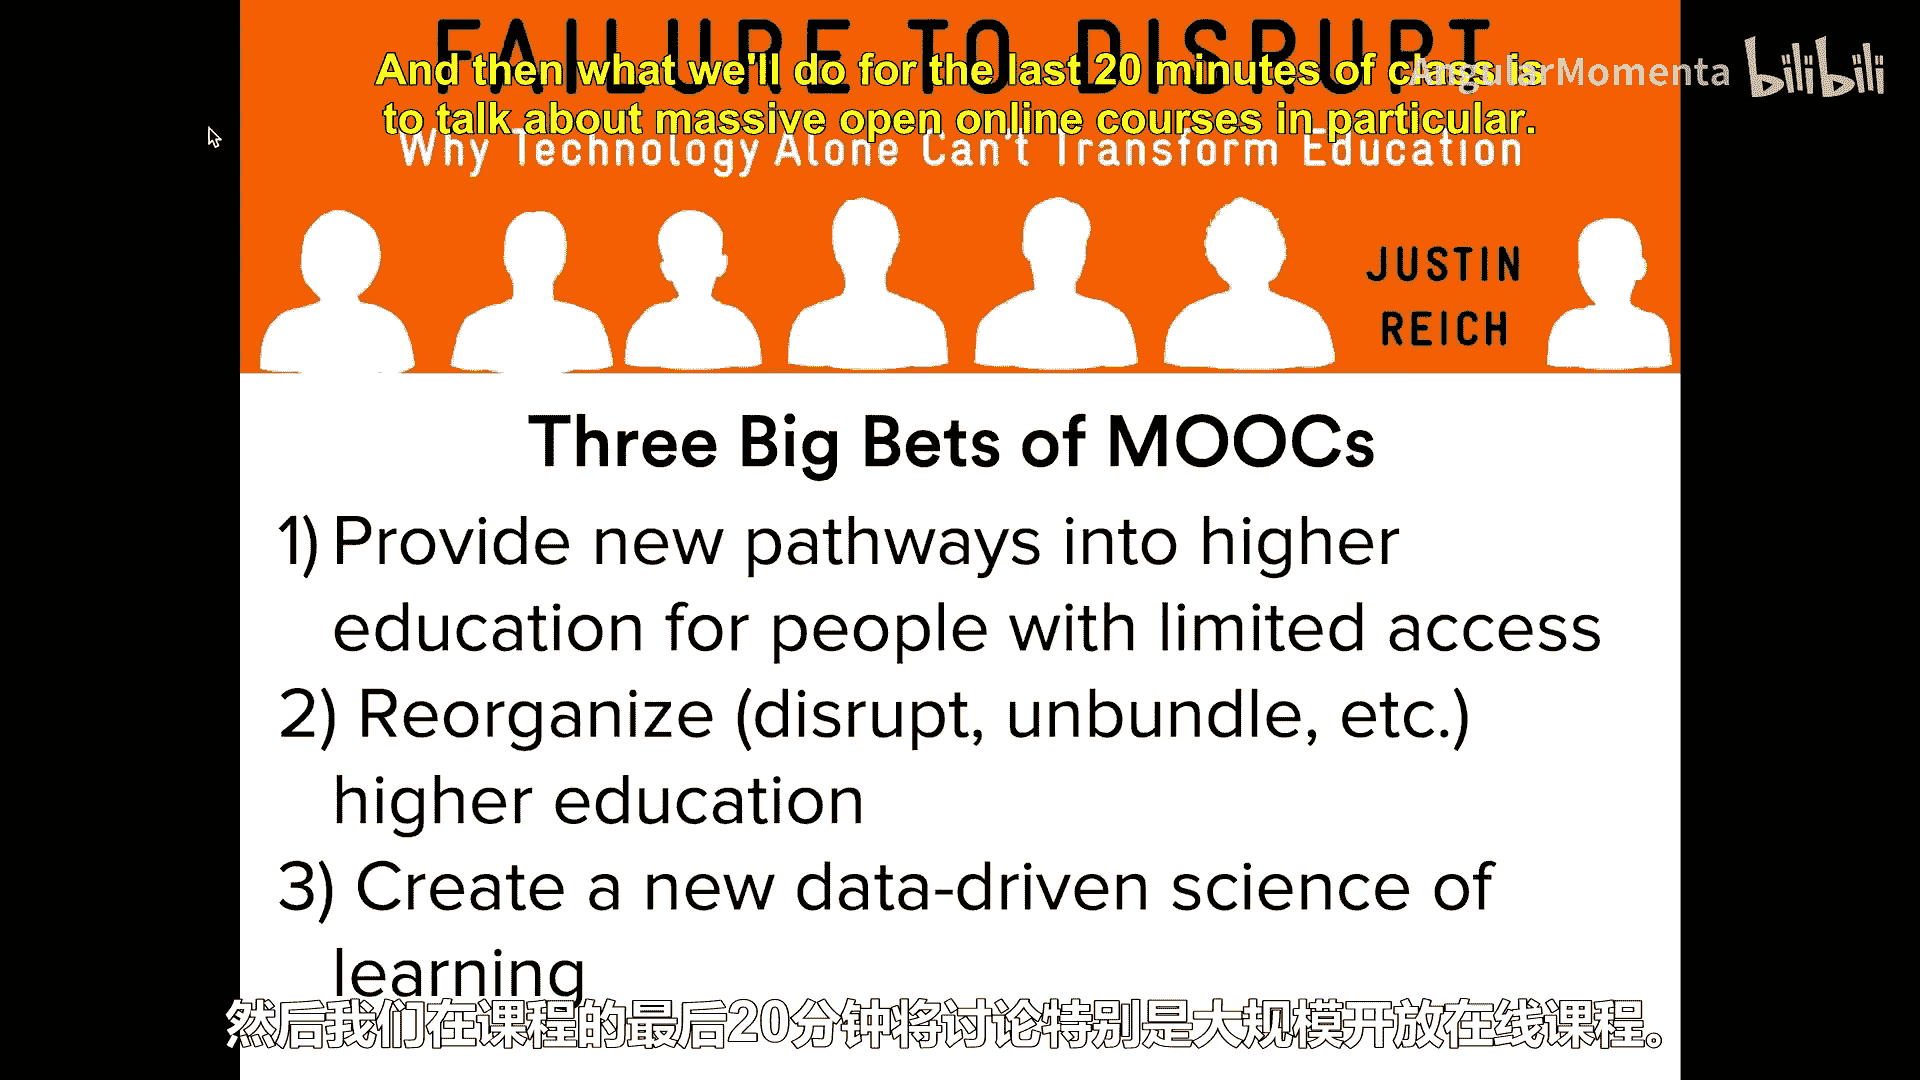 FAILURE TO DISRUPT
And then what we'll do for the last 20 minutes of class is
to talk about massive open online courses in particular.
AngularMomenta bilibili
Why Technology Alone Can't Transform Education
JUSTIN
REICH
Three Big Bets of MOOCs
1) Provide new pathways into higher
education for people with limited access
2) Reorganize (disrupt, unbundle, etc.)
higher education
3) Create a new data-driven science of
learning
然后我们在课程的最后20分钟将讨论特别是大规模开放在线课程。